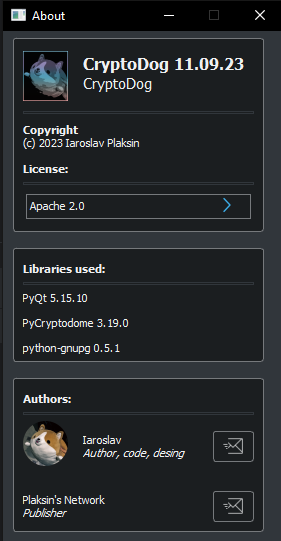 About
CryptoDog 11.09.23
CryptoDog
Copyright
(c) 2023 Iaroslav Plaksin
License:
Apache 2.0
Libraries used:
PyQt 5.15.10
PyCryptodome 3.19.0
python-gnupg 0.5.1
Authors:
Iaroslav
Author, code, desing
Plaksin's Network
Publisher